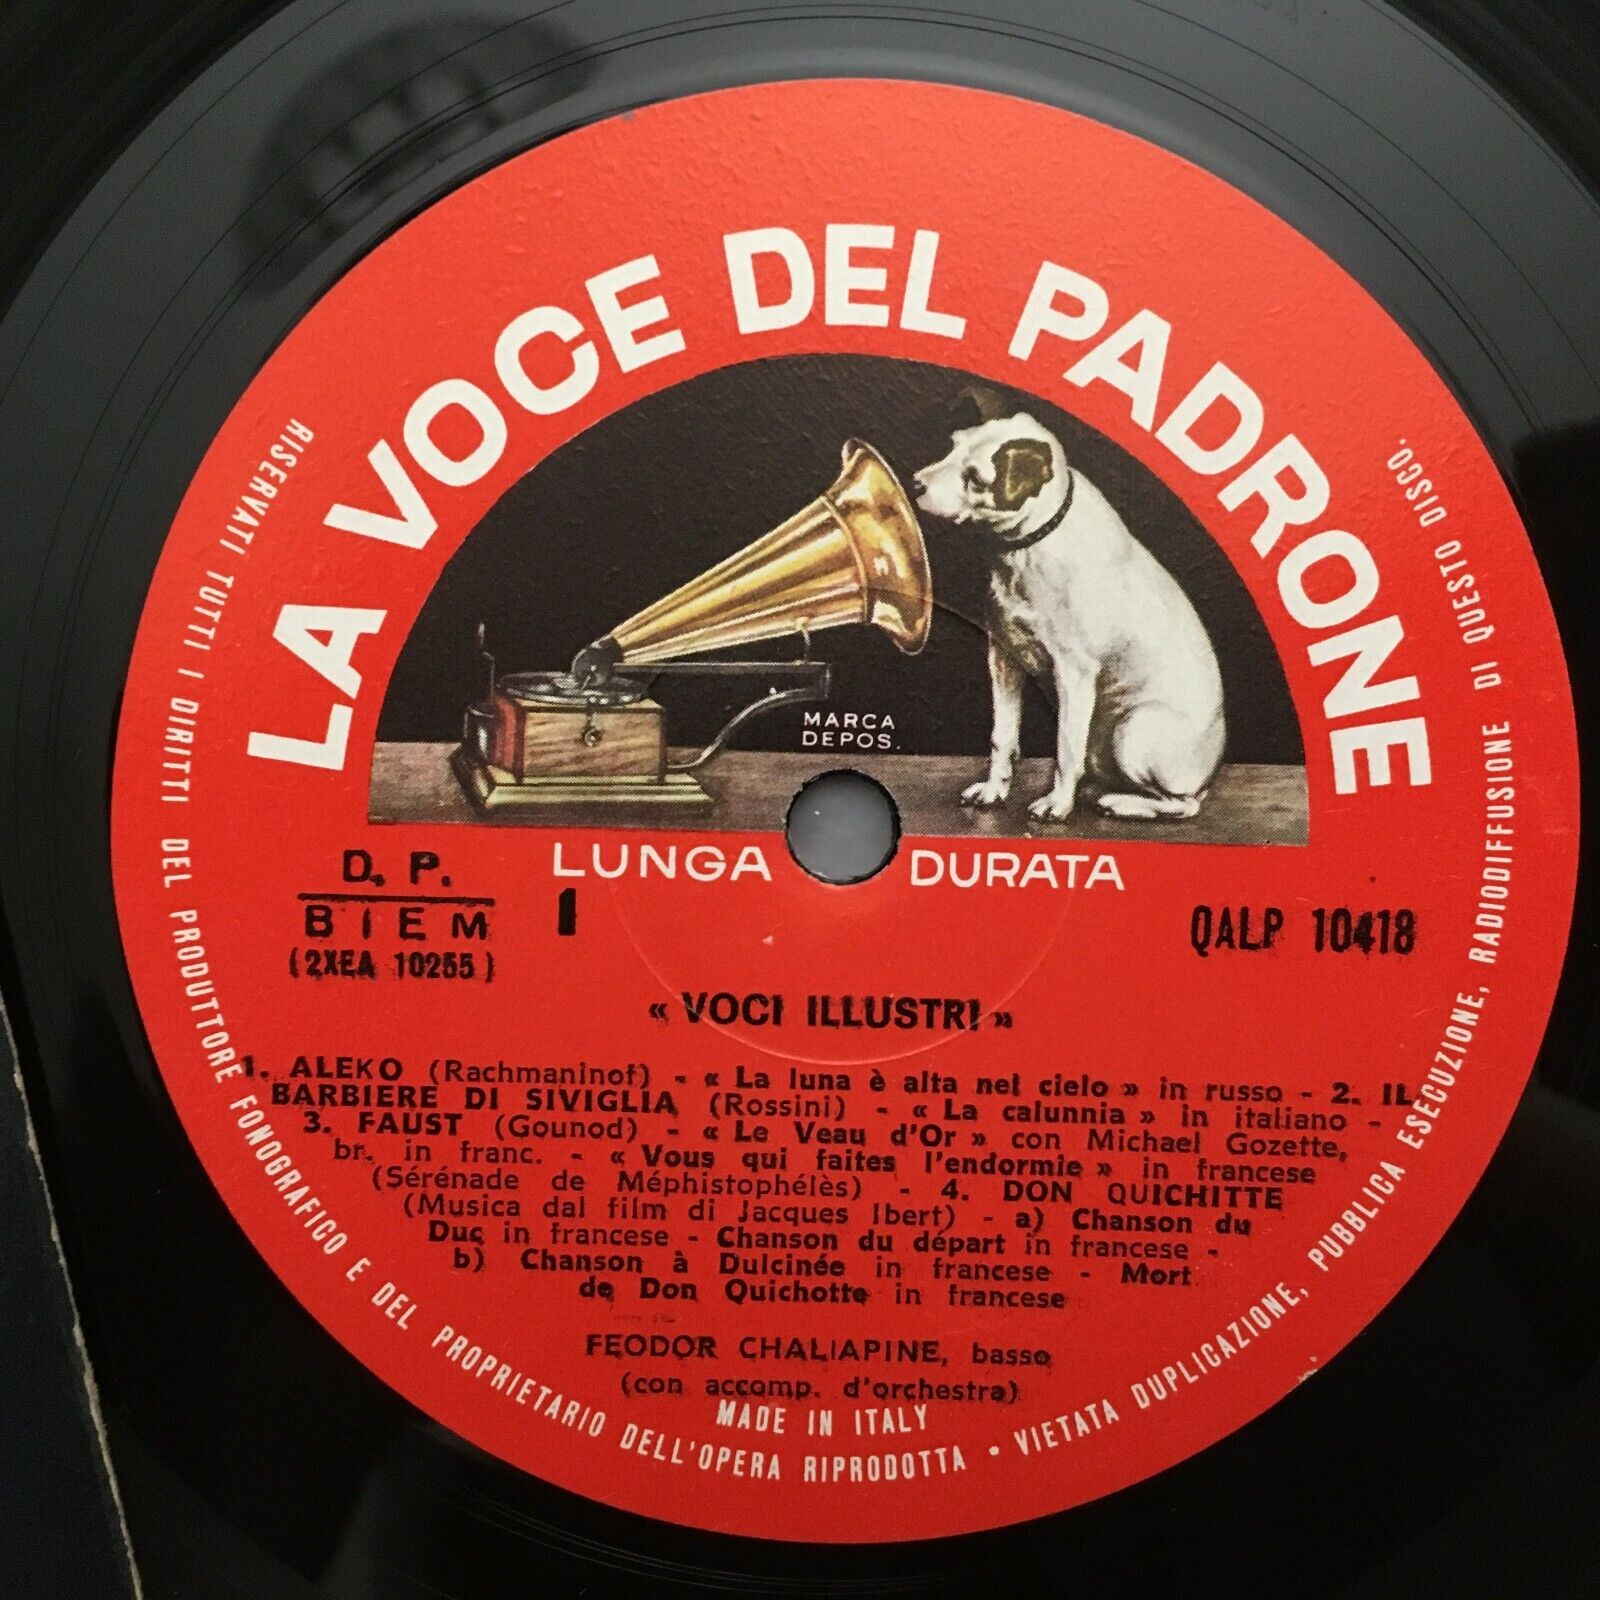 LA VOCE DEL PADRONE
MARCA
DEPOS.
LUNGA DURATA
D. P.
BIEM
(2XEA 10255)
1
QALP 10418
« VOCI ILLUSTRI »
1. ALEKO (Rachmaninof) - « La luna è alta nel cielo » in russo - 2. IL
BARBIERE DI SIVIGLIA (Rossini) - « La calunnia » in italiano -
3. FAUST (Gounod) - « Le Veau d'Or » con Michael Gozette,
br. in franc. - « Vous qui faites l'endormie » in francese
(Sérénade de Méphistophélès) - 4. DON QUICHITTE
(Musica dal film di Jacques Ibert) - a) Chanson du
Duc in francese - Chanson du départ in francese -
b) Chanson à Dulcinée in francese - Mort
de Don Quichotte in francese
FEODOR CHALIAPINE, basso
(con accomp. d'orchestra)
MADE IN ITALY
RISERVATI TUTTI I DIRITTI DEL PRODUTTORE FONOGRAFICO E DEL PROPRIETARIO DELL'OPERA RIPRODOTTA • VIETATA DUPLICAZIONE, PUBBLICA ESECUZIONE, RADIODIFFUSIONE DI QUESTO DISCO.